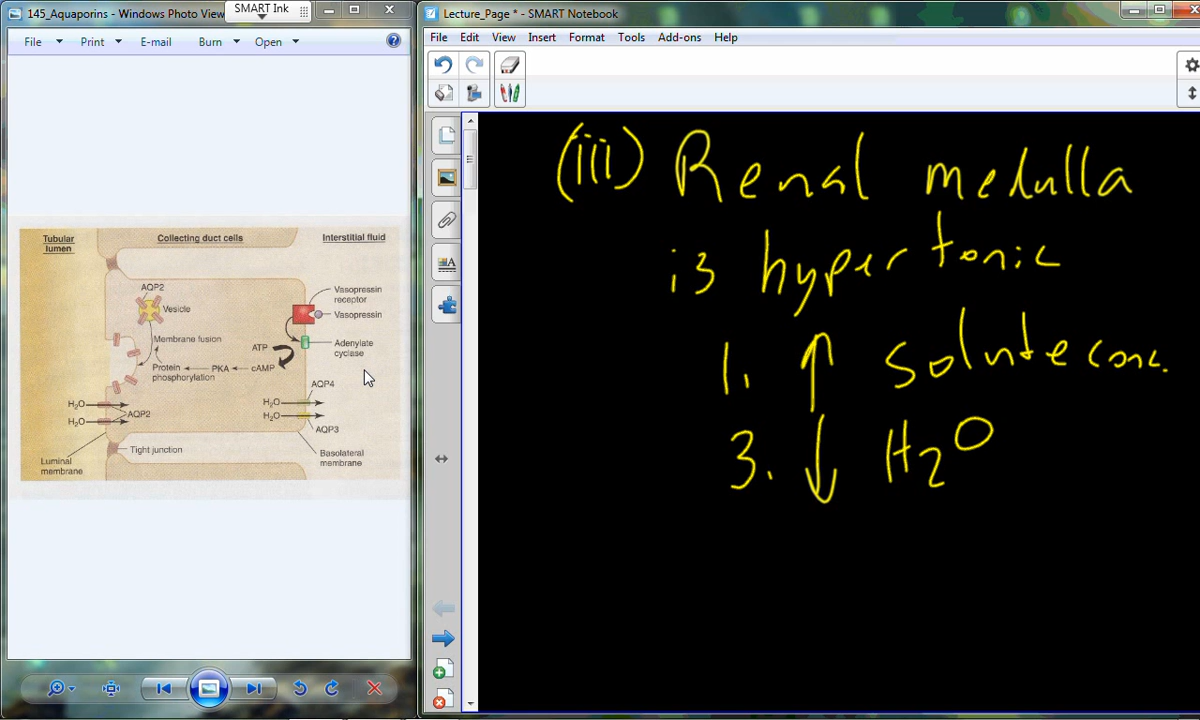 145_Aquaporins - Windows Photo View
SMART Ink
File Print E-mail Burn Open
Tubular
lumen
Collecting duct cells
Interstitial fluid
AQP2
Vesicle
Vasopressin
receptor
Vasopressin
Membrane fusion
ATP
Adenylate
cyclase
Protein
phosphorylation
PKA
cAMP
AQP4
H₂O
H₂O
AQP2
H₂O
H₂O
AQP3
Tight junction
Luminal
membrane
Basolateral
membrane
Lecture_Page * - SMART Notebook
File Edit View Insert Format Tools Add-ons Help
(iii) Renal medulla
is hypertonic
1. ↑ solute conc.
3. ↓ H2O